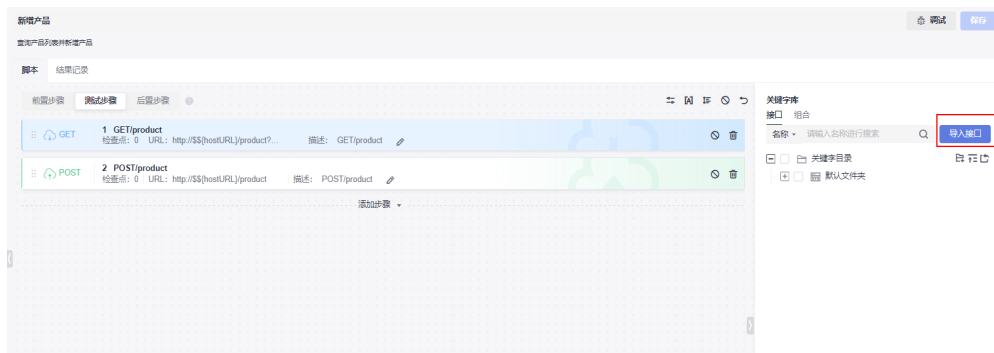 新增产品
调试 保存
查询产品列表并新增产品
脚本 结果记录
前置步骤 测试步骤 后置步骤
关键字库
接口 组合
名称 请输入名称进行搜索 导入接口
GET 1 GET/product
检查点: 0 URL: http://$${hostURL}/product?... 描述: GET/product
POST 2 POST/product
检查点: 0 URL: http://$${hostURL}/product 描述: POST/product
添加步骤
关键字目录
默认文件夹